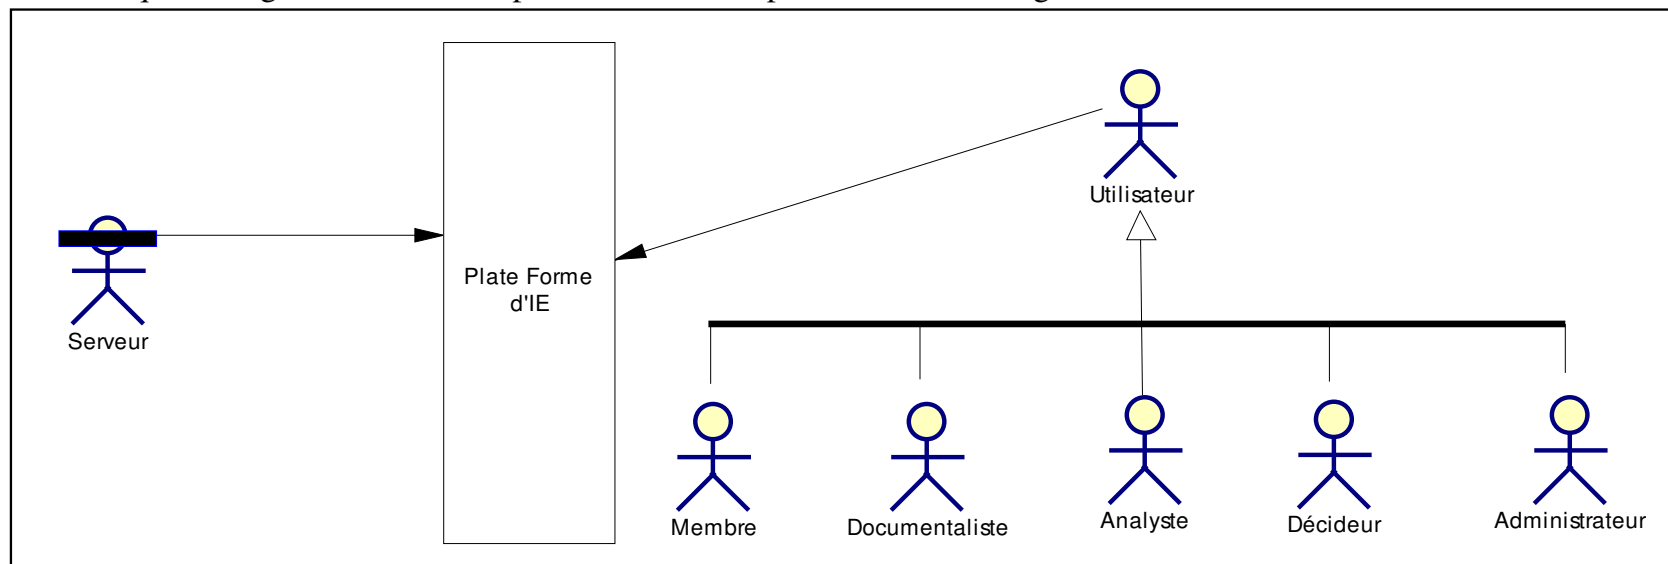 Utilisateur
Plate Forme
d'IE
Serveur
Membre
Documentaliste
Analyste
Décideur
Administrateur